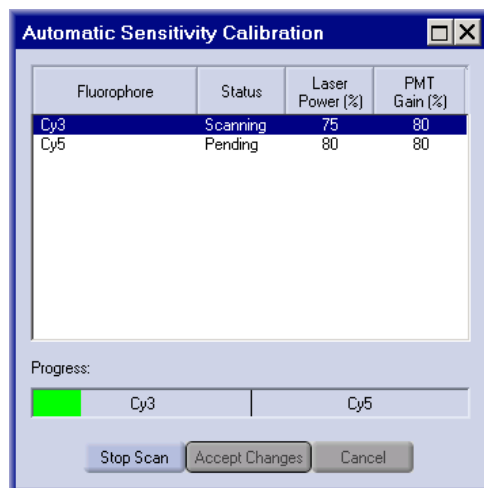 Automatic Sensitivity Calibration
Fluorophore Status Laser Power (%) PMT Gain (%)
Cy3 Scanning 75 80
Cy5 Pending 80 80
Progress:
Cy3 Cy5
Stop Scan Accept Changes Cancel